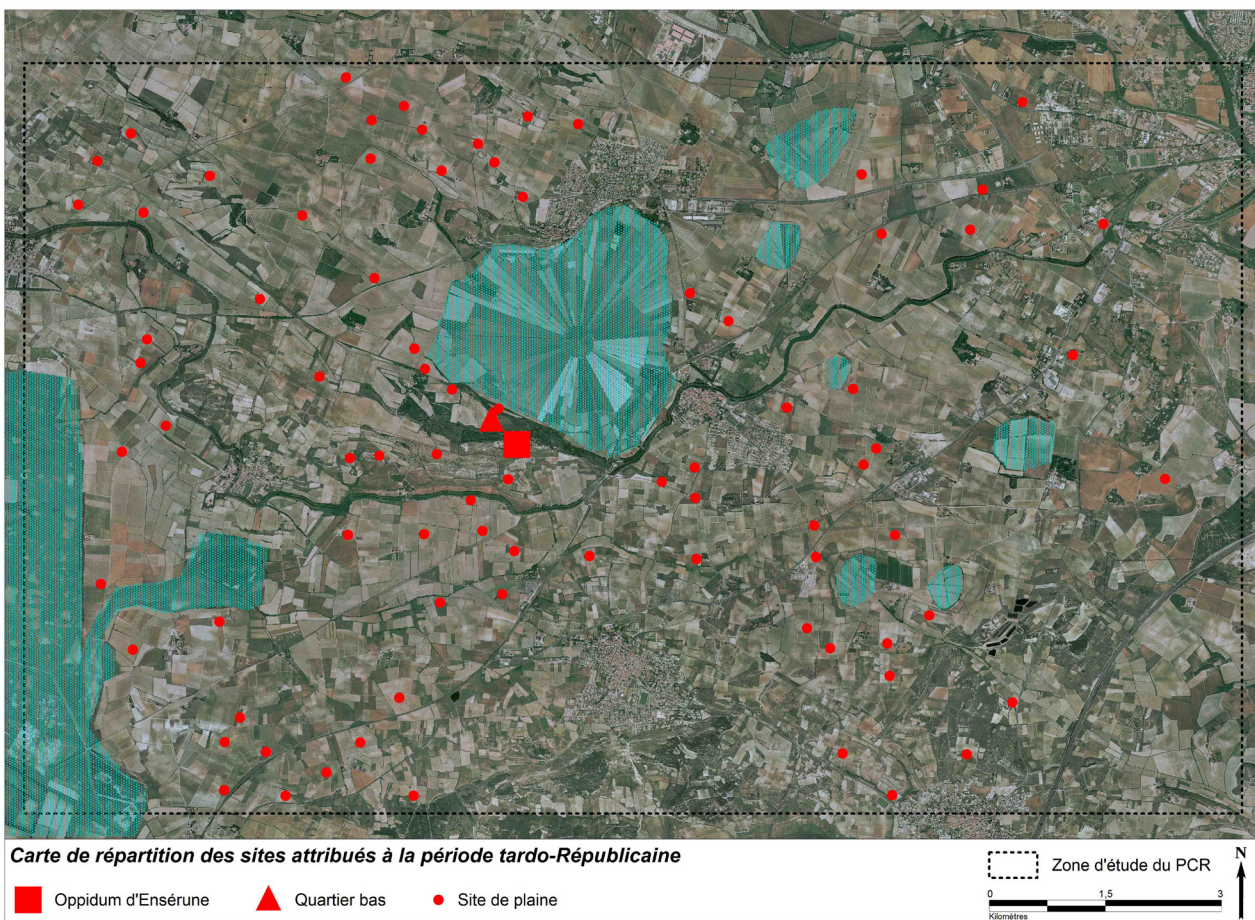 Carte de répartition des sites attribués à la période tardo-Républicaine
Oppidum d'Ensérune
Quartier bas
Site de plaine
Zone d'étude du PCR
N
0 1,5 3
Kilomètres